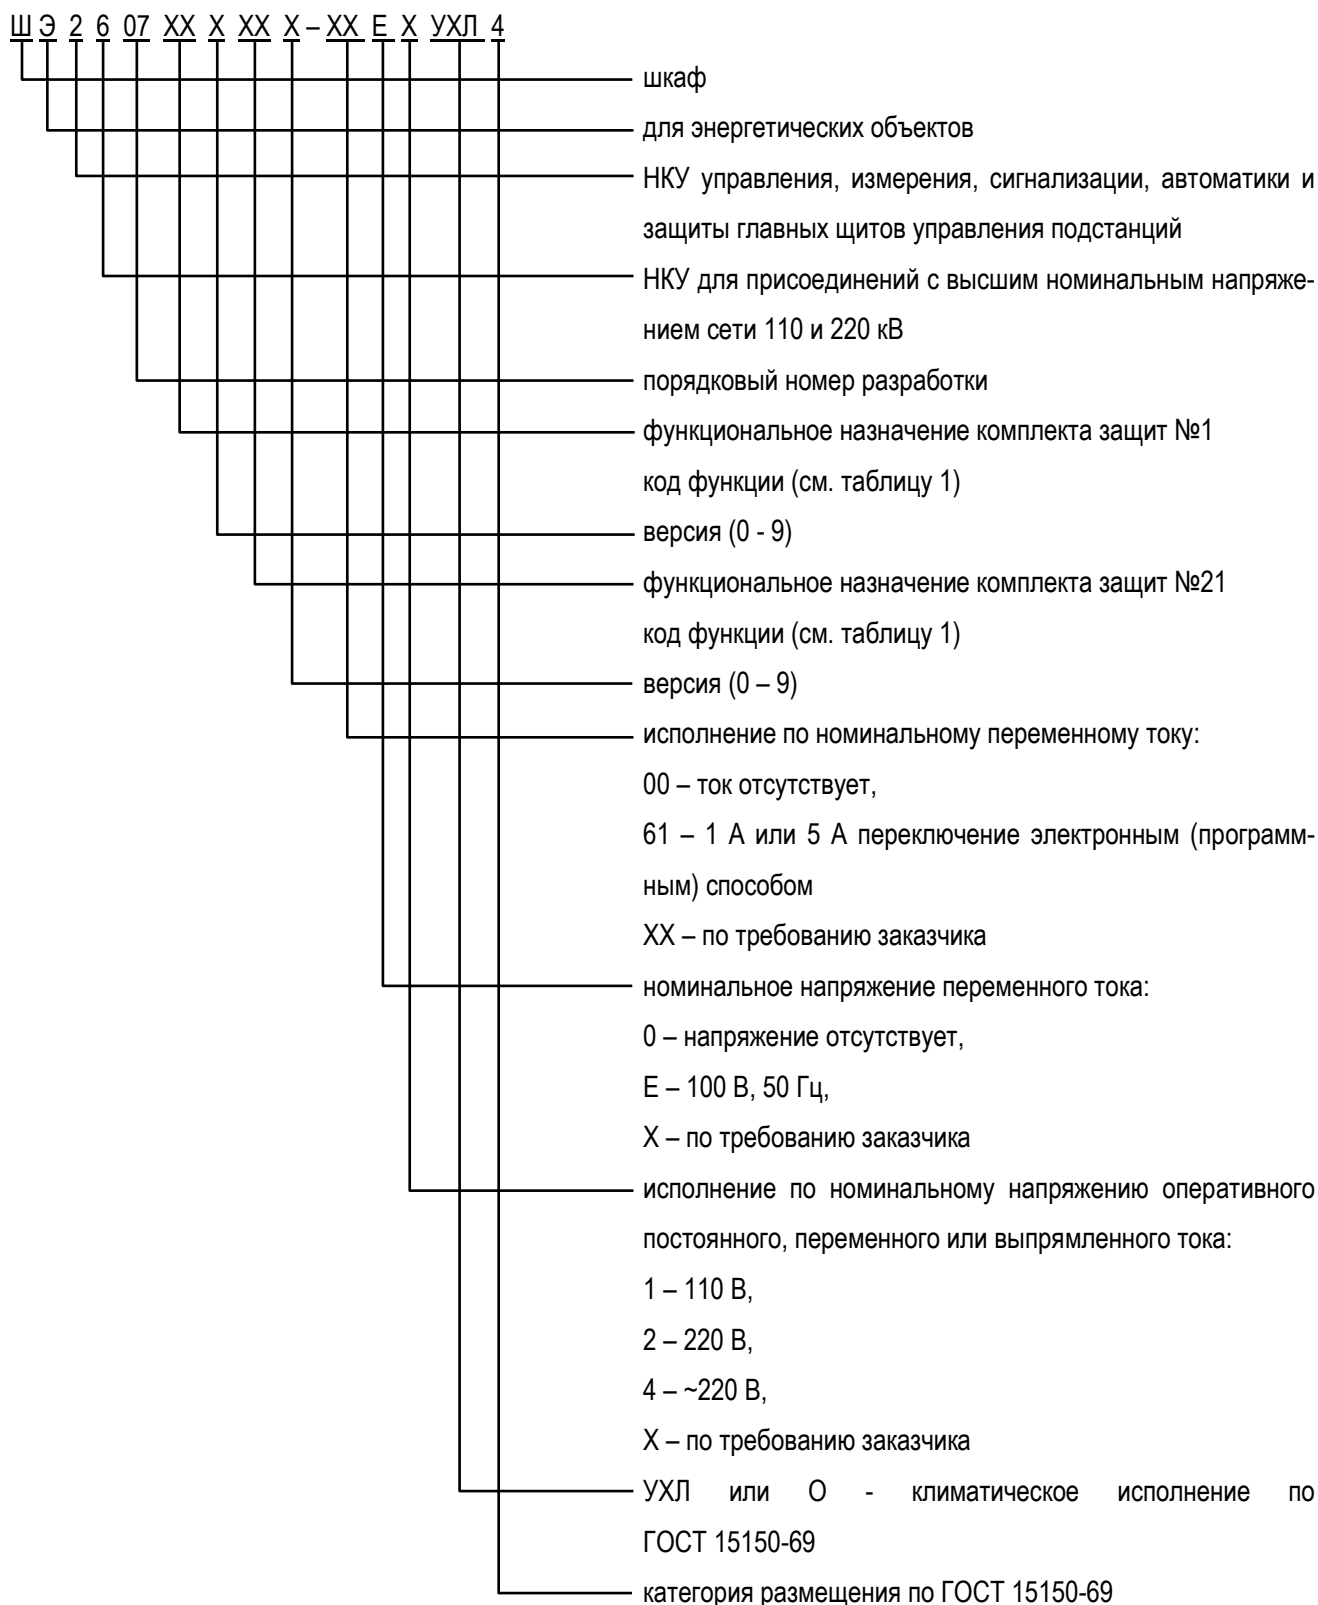 Ш Э 2 6 07 ХХ Х ХХ Х – ХХ Е Х УХЛ 4
шкаф
для энергетических объектов
НКУ управления, измерения, сигнализации, автоматики и
защиты главных щитов управления подстанций
НКУ для присоединений с высшим номинальным напряже-
нием сети 110 и 220 кВ
порядковый номер разработки
функциональное назначение комплекта защит №1
код функции (см. таблицу 1)
версия (0 - 9)
функциональное назначение комплекта защит №21
код функции (см. таблицу 1)
версия (0 – 9)
исполнение по номинальному переменному току:
00 – ток отсутствует,
61 – 1 А или 5 А переключение электронным (программ-
ным) способом
ХХ – по требованию заказчика
номинальное напряжение переменного тока:
0 – напряжение отсутствует,
Е – 100 В, 50 Гц,
Х – по требованию заказчика
исполнение по номинальному напряжению оперативного
постоянного, переменного или выпрямленного тока:
1 – 110 В,
2 – 220 В,
4 – ~220 В,
Х – по требованию заказчика
УХЛ или О - климатическое исполнение по
ГОСТ 15150-69
категория размещения по ГОСТ 15150-69